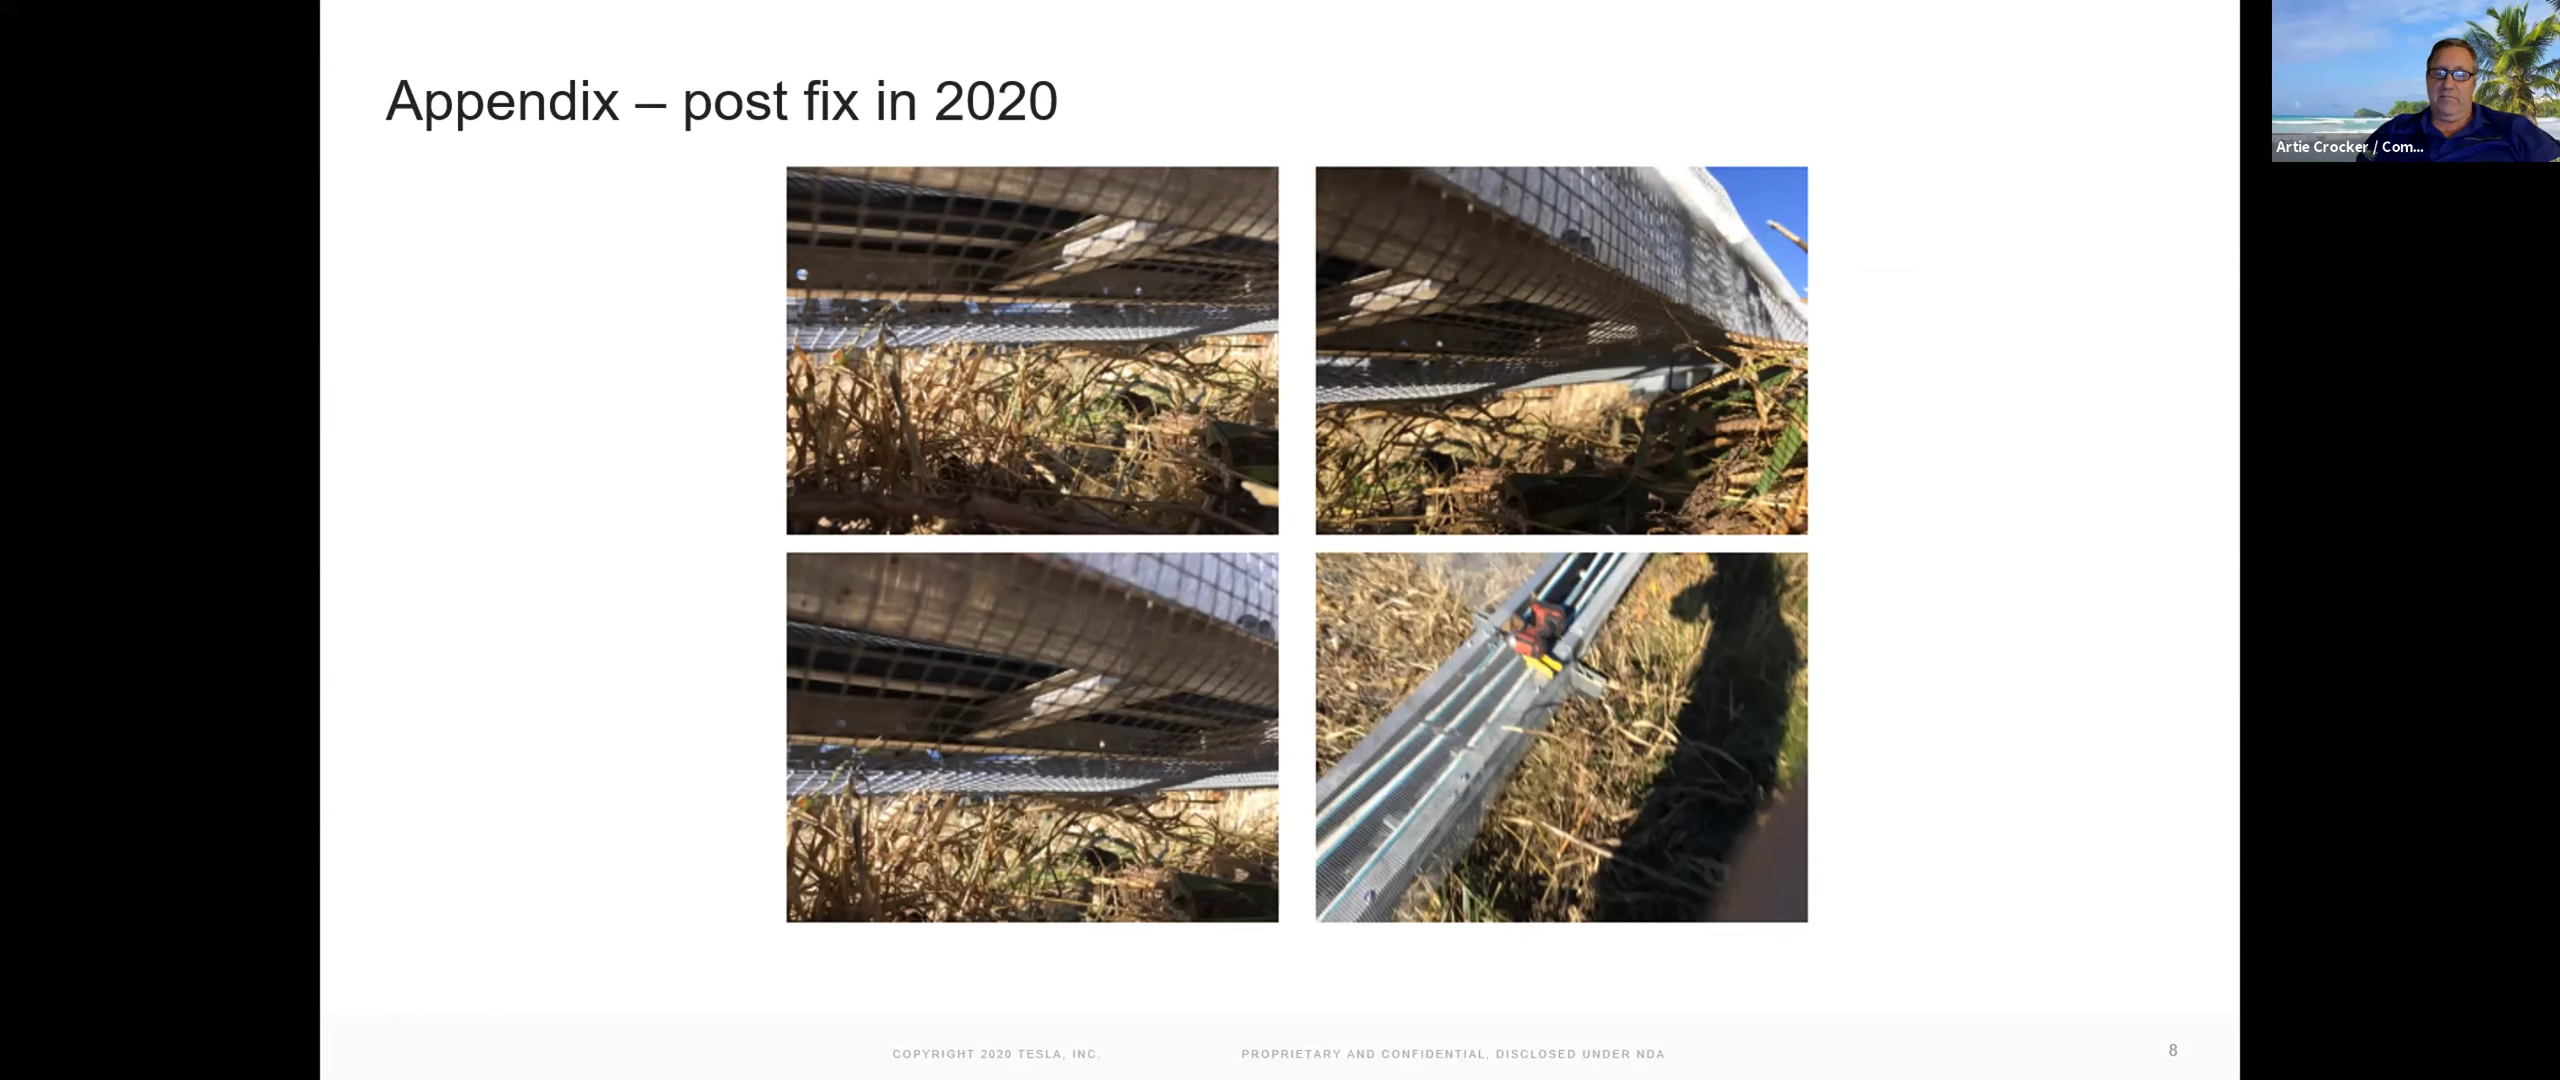 Appendix – post fix in 2020
Artie Crocker / Com...
COPYRIGHT 2020 TESLA, INC.
PROPRIETARY AND CONFIDENTIAL, DISCLOSED UNDER NDA
8